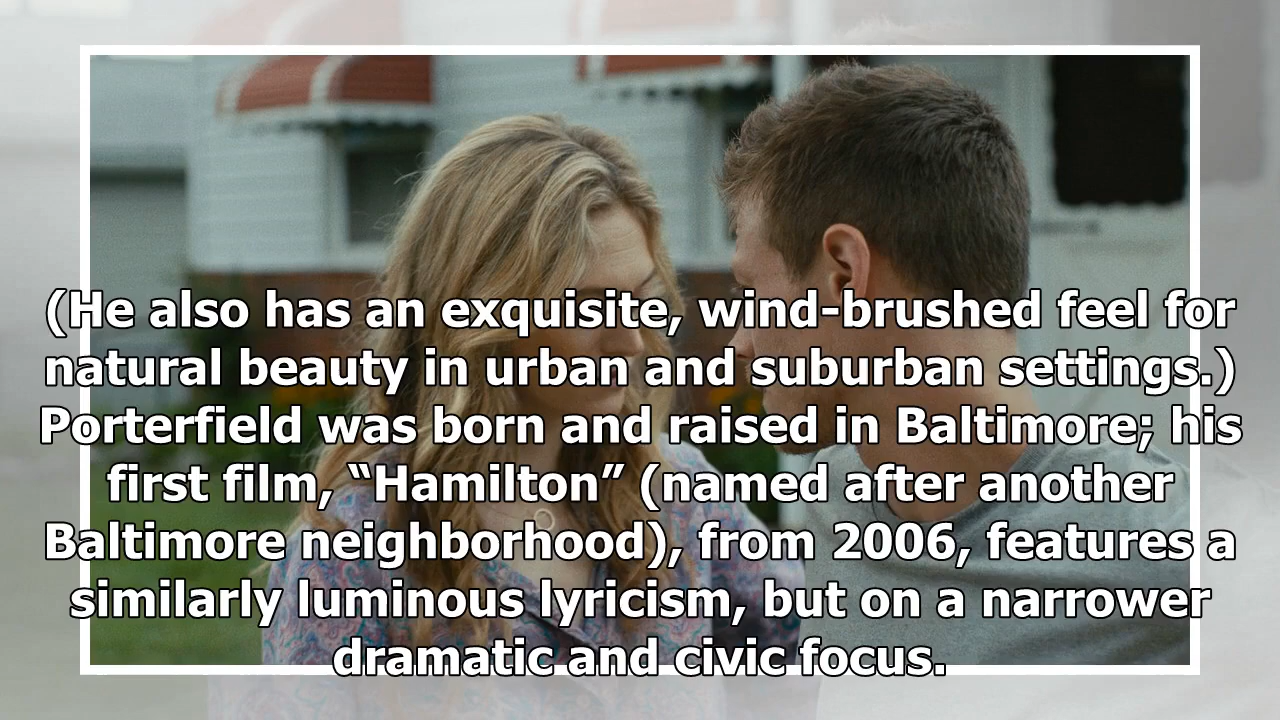 (He also has an exquisite, wind-brushed feel for
natural beauty in urban and suburban settings.)
Porterfield was born and raised in Baltimore; his
first film, “Hamilton” (named after another
Baltimore neighborhood), from 2006, features a
similarly luminous lyricism, but on a narrower
dramatic and civic focus.